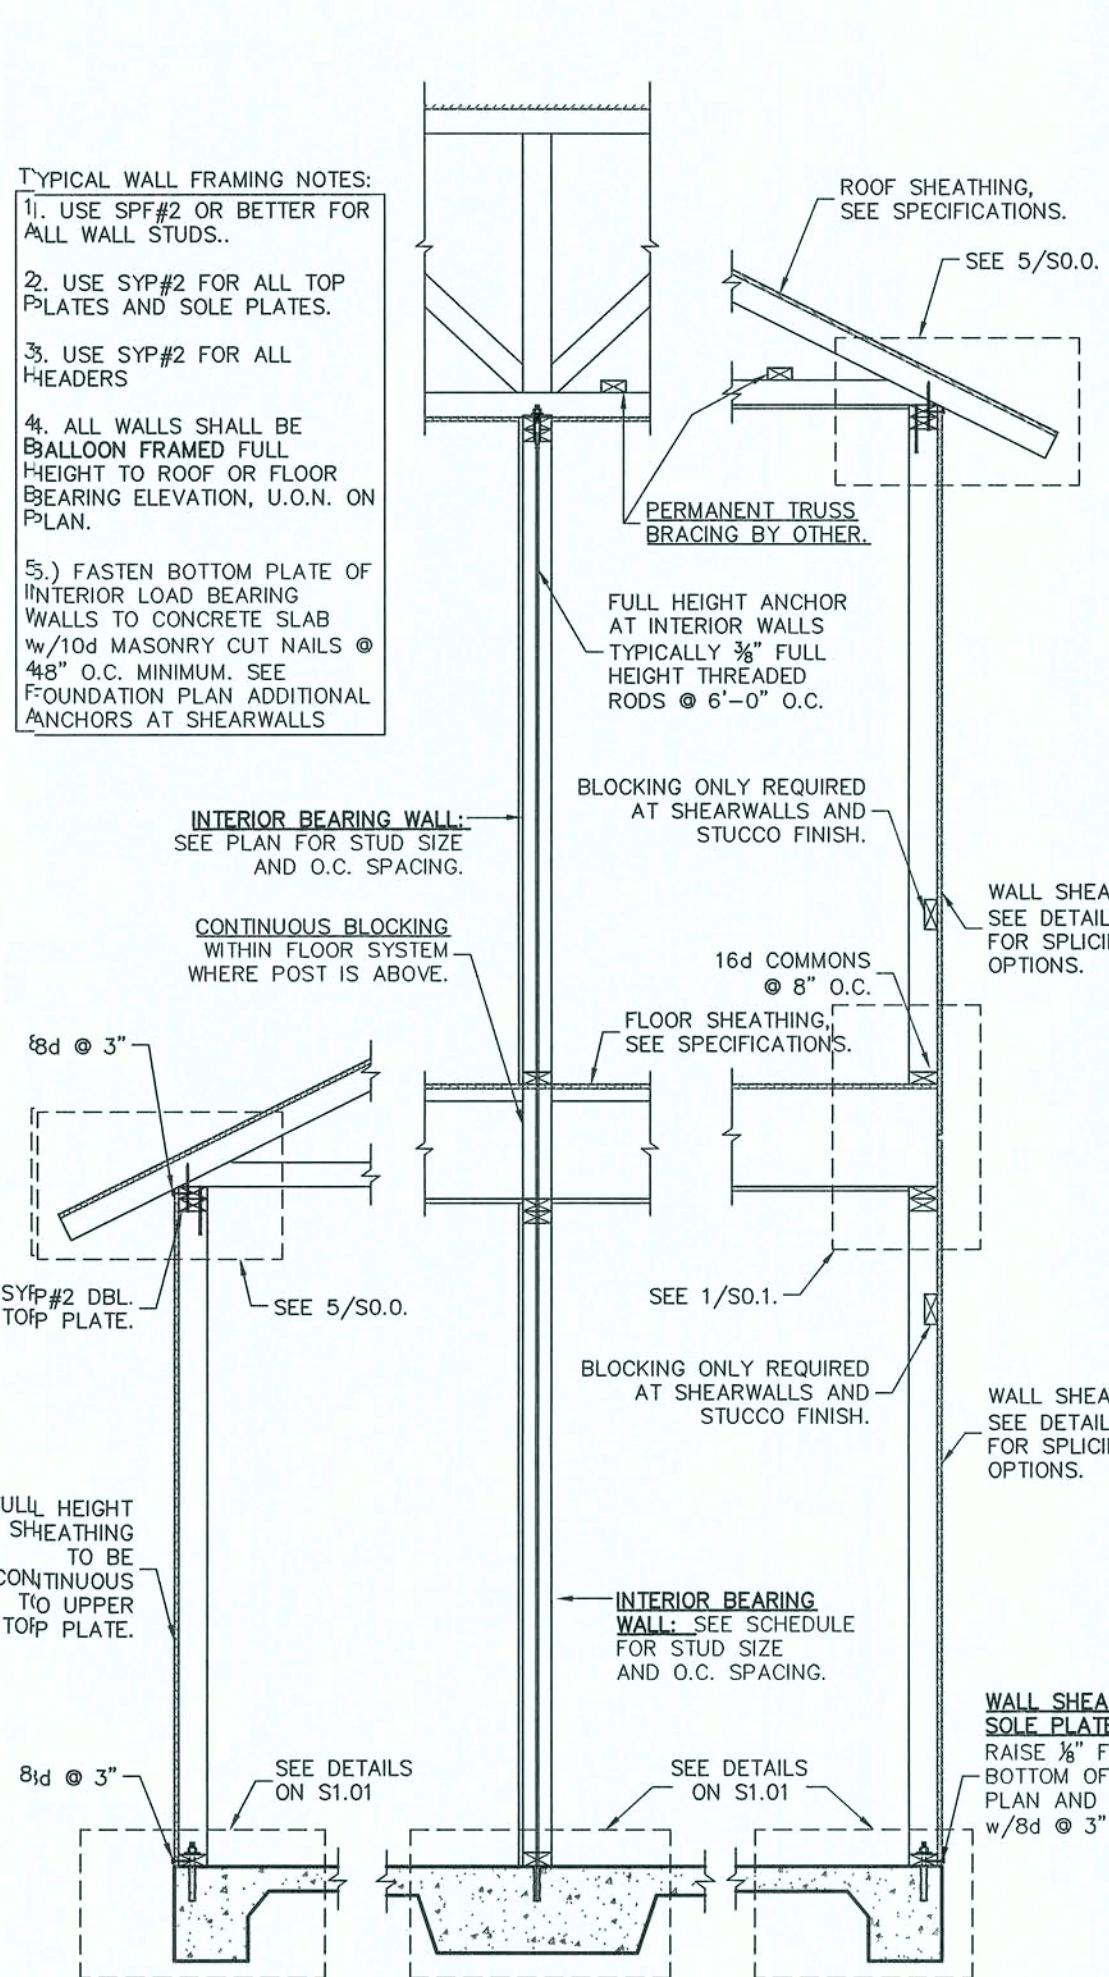 TYPICAL WALL FRAMING NOTES:
1. USE SPF#2 OR BETTER FOR
ALL WALL STUDS..
2. USE SYP#2 FOR ALL TOP
PLATES AND SOLE PLATES.
3. USE SYP#2 FOR ALL
HEADERS
4. ALL WALLS SHALL BE
BALLOON FRAMED FULL
HEIGHT TO ROOF OR FLOOR
BEARING ELEVATION, U.O.N. ON
PLAN.
5.) FASTEN BOTTOM PLATE OF
INTERIOR LOAD BEARING
WALLS TO CONCRETE SLAB
w/10d MASONRY CUT NAILS @
48" O.C. MINIMUM. SEE
FOUNDATION PLAN ADDITIONAL
ANCHORS AT SHEARWALLS
ROOF SHEATHING,
SEE SPECIFICATIONS.
SEE 5/S0.0.
PERMANENT TRUSS
BRACING BY OTHER.
FULL HEIGHT ANCHOR
AT INTERIOR WALLS
TYPICALLY ⅜" FULL
HEIGHT THREADED
RODS @ 6'-0" O.C.
BLOCKING ONLY REQUIRED
AT SHEARWALLS AND
STUCCO FINISH.
INTERIOR BEARING WALL:
SEE PLAN FOR STUD SIZE
AND O.C. SPACING.
WALL SHEA
SEE DETAIL
FOR SPLICI
OPTIONS.
CONTINUOUS BLOCKING
WITHIN FLOOR SYSTEM
WHERE POST IS ABOVE.
16d COMMONS
@ 8" O.C.
FLOOR SHEATHING,
SEE SPECIFICATIONS.
8d @ 3"
SYP#2 DBL.
TOP PLATE.
SEE 5/S0.0.
SEE 1/S0.1.
BLOCKING ONLY REQUIRED
AT SHEARWALLS AND
STUCCO FINISH.
WALL SHEA
SEE DETAIL
FOR SPLICI
OPTIONS.
ULL HEIGHT
SHEATHING
TO BE
CONTINUOUS
TO UPPER
TOP PLATE.
INTERIOR BEARING
WALL: SEE SCHEDULE
FOR STUD SIZE
AND O.C. SPACING.
WALL SHEA
SOLE PLATE
RAISE ⅛" F
BOTTOM OF
PLAN AND
w/8d @ 3"
8d @ 3"
SEE DETAILS
ON S1.01
SEE DETAILS
ON S1.01